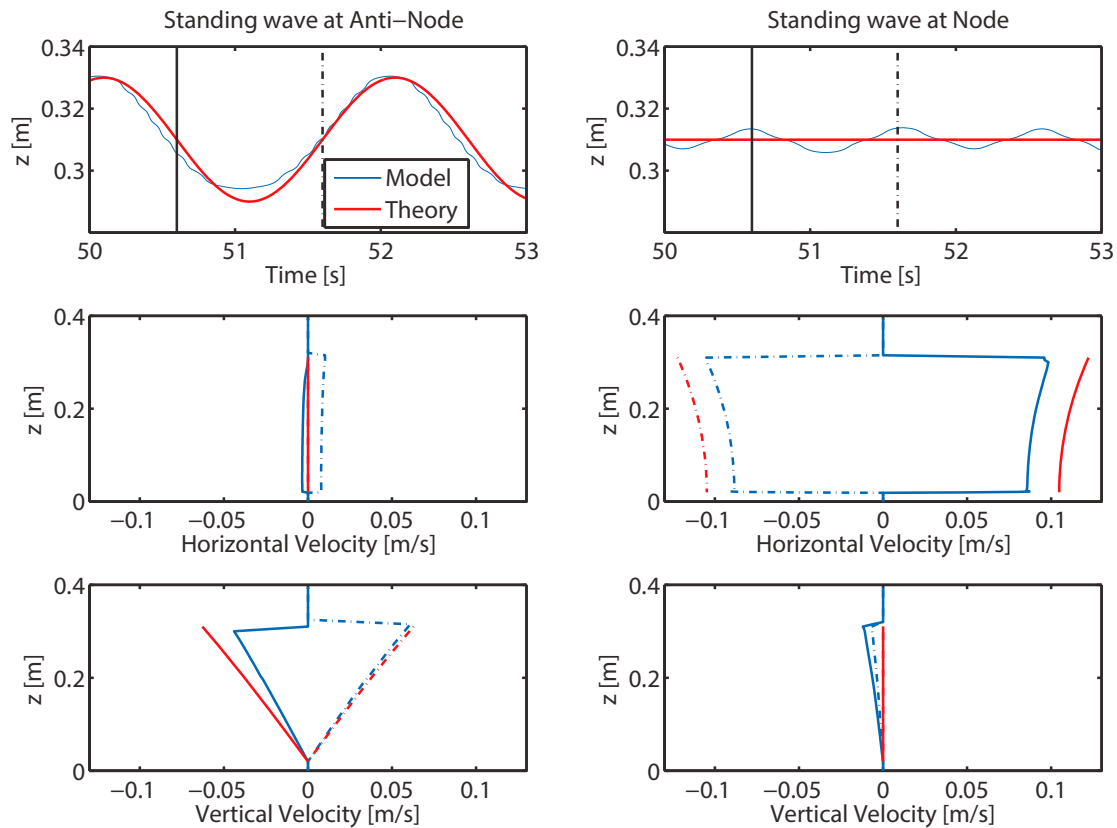 Standing wave at Anti−Node
Standing wave at Node
0.34
0.32
0.3
z [m]
50
51
52
53
Time [s]
Model
Theory
0.34
0.32
0.3
z [m]
50
51
52
53
Time [s]
0.4
0.2
0
z [m]
−0.1
−0.05
0
0.05
0.1
Horizontal Velocity [m/s]
0.4
0.2
0
z [m]
−0.1
−0.05
0
0.05
0.1
Horizontal Velocity [m/s]
0.4
0.2
0
z [m]
−0.1
−0.05
0
0.05
0.1
Vertical Velocity [m/s]
0.4
0.2
0
z [m]
−0.1
−0.05
0
0.05
0.1
Vertical Velocity [m/s]